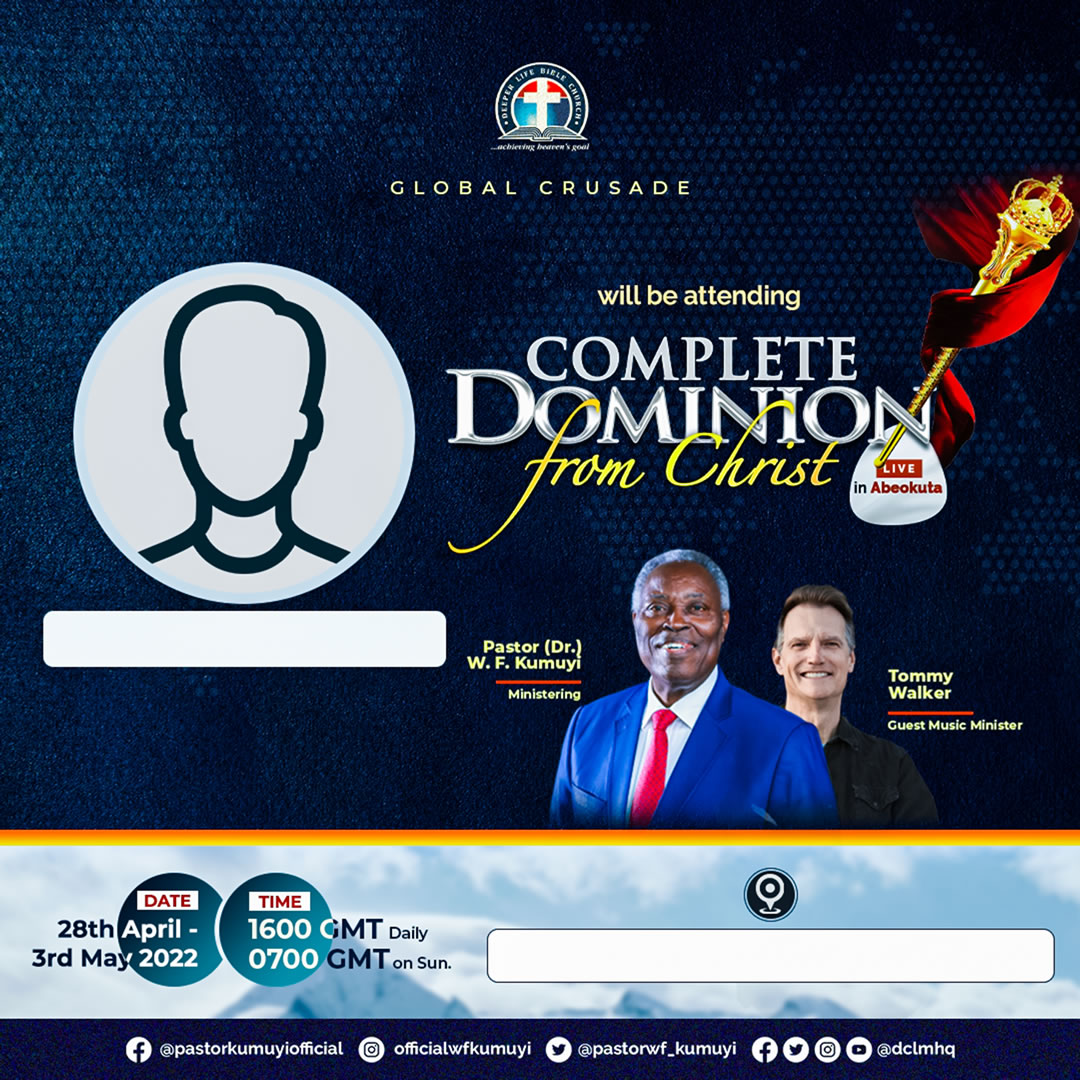 DEEPER LIFE BIBLE CHURCH
...achieving heaven's goal
GLOBAL CRUSADE
will be attending
COMPLETE
DOMINION
from Christ
LIVE
in Abeokuta
Pastor (Dr.)
W. F. Kumuyi
Ministering
Tommy
Walker
Guest Music Minister
DATE
28th April -
3rd May 2022
TIME
1600 GMT Daily
0700 GMT on Sun.
@pastorkumuyiofficial officialwfkumuyi @pastorwf_kumuyi @dclmhq